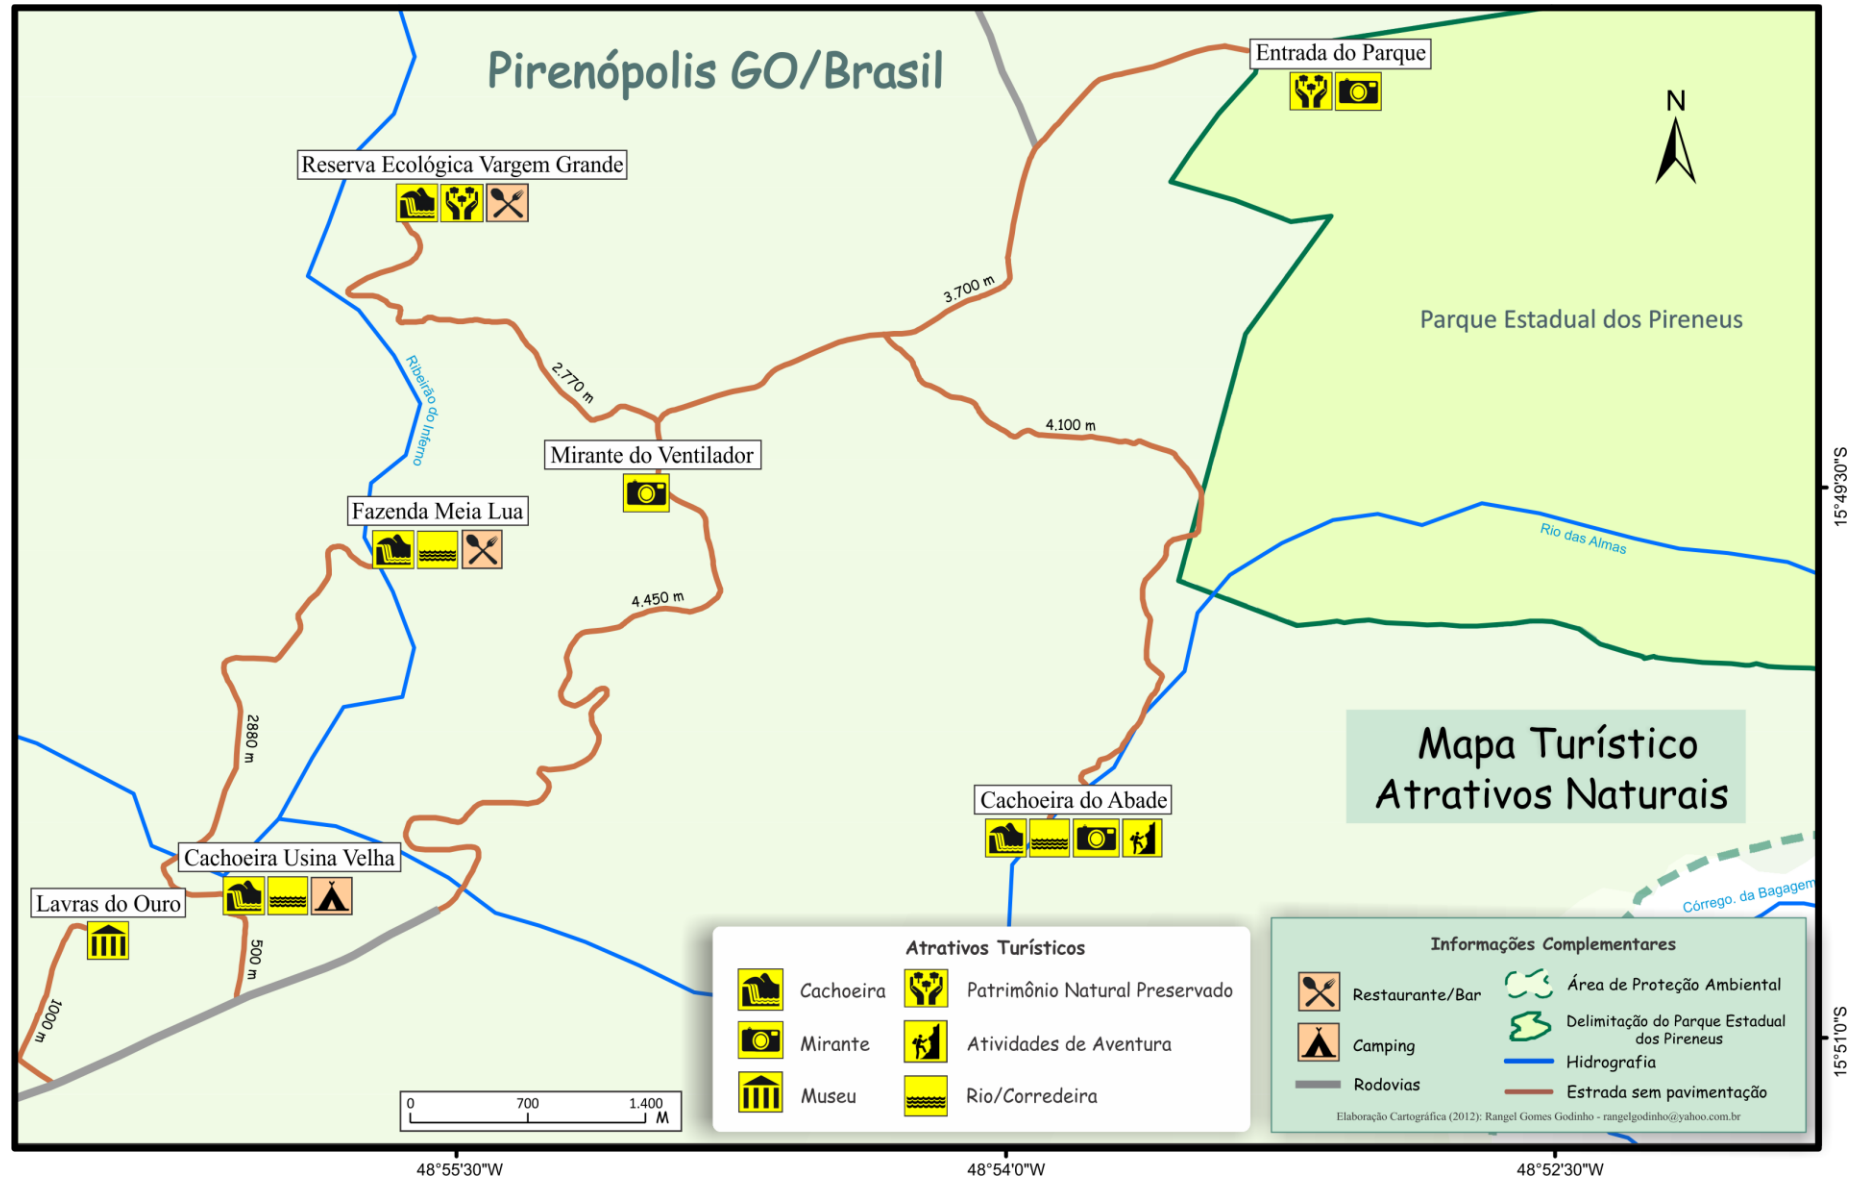 Pirenópolis GO/Brasil
Entrada do Parque
N
Reserva Ecológica Vargem Grande
3.700 m
Parque Estadual dos Pireneus
2.770 m
Ribeirão do Inferno
4.100 m
Mirante do Ventilador
15°49'30"S
Fazenda Meia Lua
Rio das Almas
4.450 m
2880 m
Mapa Turístico
Atrativos Naturais
Cachoeira do Abade
Cachoeira Usina Velha
Lavras do Ouro
500 m
1000 m
Córrego. da Bagagem
Atrativos Turísticos
Cachoeira
Patrimônio Natural Preservado
Mirante
Atividades de Aventura
Museu
Rio/Corredeira
Informações Complementares
Restaurante/Bar
Área de Proteção Ambiental
Camping
Delimitação do Parque Estadual
dos Pireneus
Hidrografia
Rodovias
Estrada sem pavimentação
Elaboração Cartográfica (2012): Rangel Gomes Godinho - rangelgodinho@yahoo.com.br
15°51'0"S
0 700 1.400
M
48°55'30"W
48°54'0"W
48°52'30"W